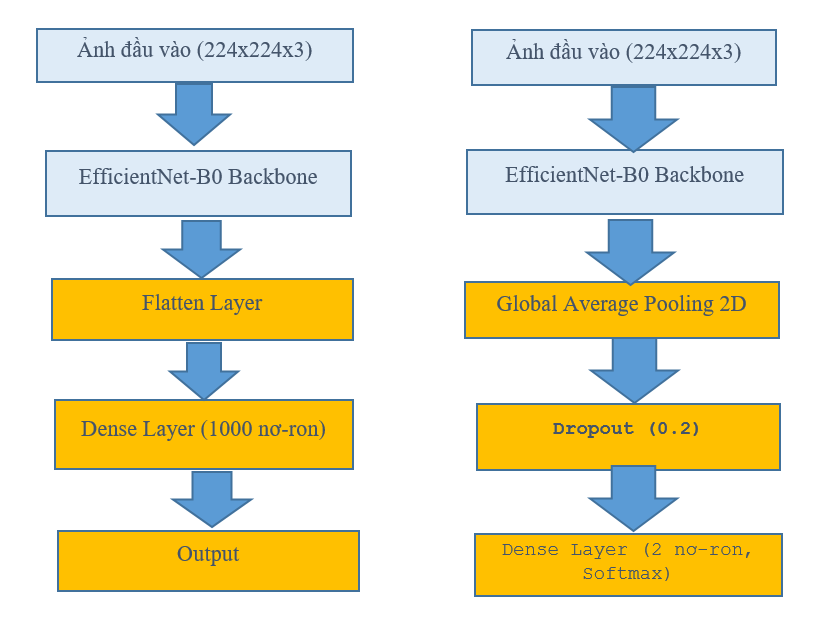 Ảnh đầu vào (224x224x3)
EfficientNet-B0 Backbone
Flatten Layer
Dense Layer (1000 nơ-ron)
Output
Ảnh đầu vào (224x224x3)
EfficientNet-B0 Backbone
Global Average Pooling 2D
Dropout (0.2)
Dense Layer (2 nơ-ron,
Softmax)